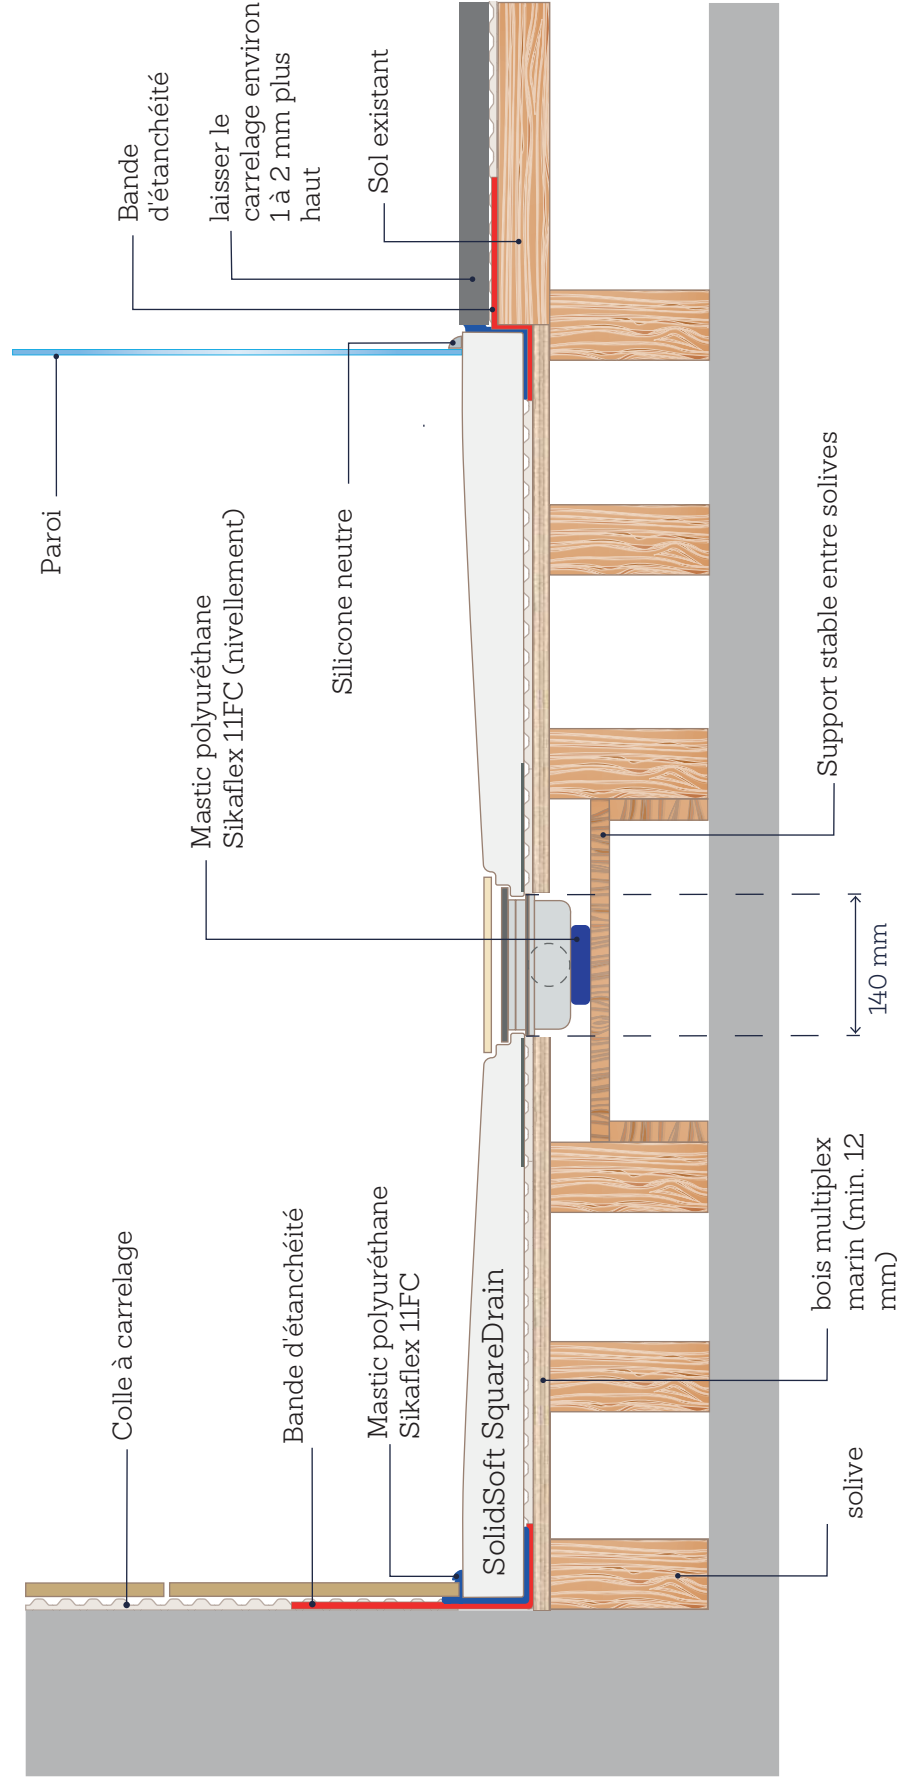 Colle à carrelage
Bande d'étanchéité
Mastic polyuréthane
Sikaflex 11FC
SolidSoft SquareDrain
solive
bois multiplex
marin (min. 12
mm)
140 mm
Support stable entre solives
Mastic polyuréthane
Sikaflex 11FC (nivellement)
Silicone neutre
Paroi
Bande
d'étanchéité
laisser le
carrelage environ
1 à 2 mm plus
haut
Sol existant